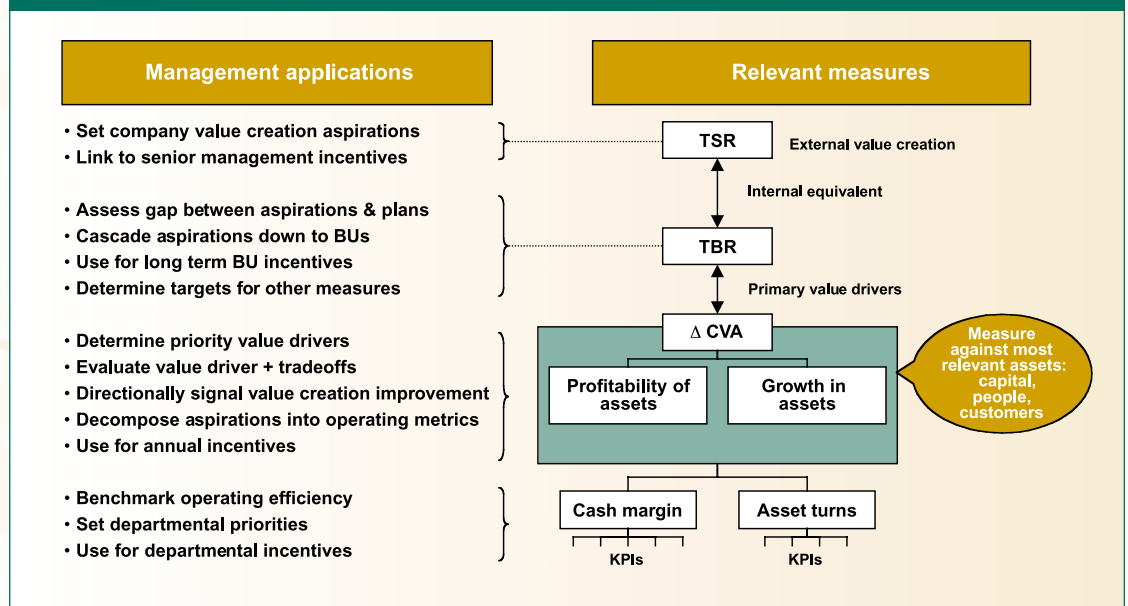 Management applications
Relevant measures
• Set company value creation aspirations
• Link to senior management incentives
TSR
External value creation
Internal equivalent
• Assess gap between aspirations & plans
• Cascade aspirations down to BUs
• Use for long term BU incentives
• Determine targets for other measures
TBR
Primary value drivers
• Determine priority value drivers
• Evaluate value driver + tradeoffs
• Directionally signal value creation improvement
• Decompose aspirations into operating metrics
• Use for annual incentives
Δ CVA
Profitability of
assets
Growth in
assets
Measure
against most
relevant assets:
capital,
people,
customers
• Benchmark operating efficiency
• Set departmental priorities
• Use for departmental incentives
Cash margin
Asset turns
KPIs
KPIs